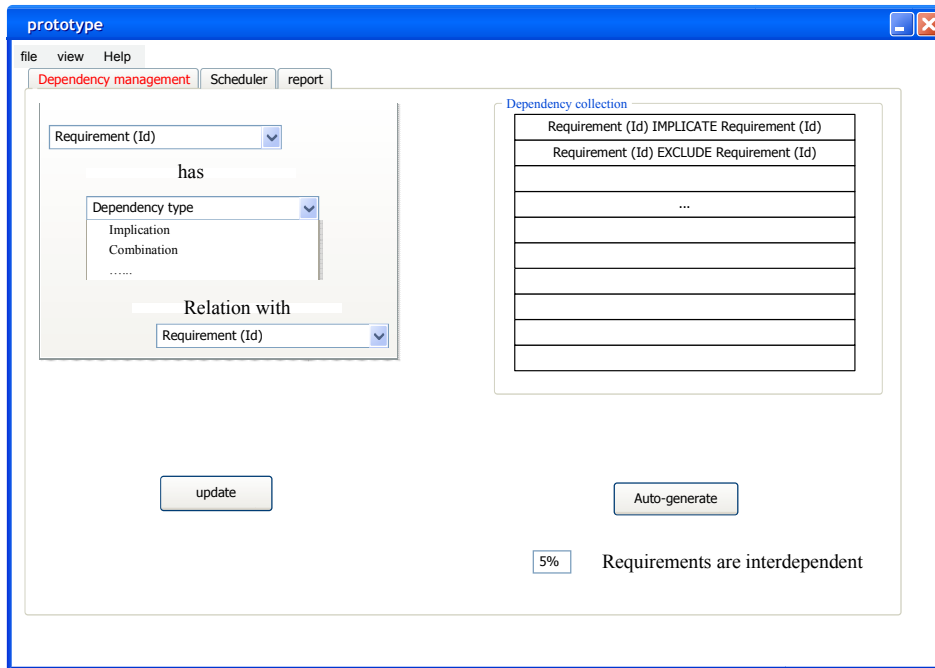 prototype
file view Help
Dependency management Scheduler report
Requirement (Id)
has
Dependency type
Implication
Combination
…...
Relation with
Requirement (Id)
Dependency collection
Requirement (Id) IMPLICATE Requirement (Id)
Requirement (Id) EXCLUDE Requirement (Id)
...
update
Auto-generate
5% Requirements are interdependent